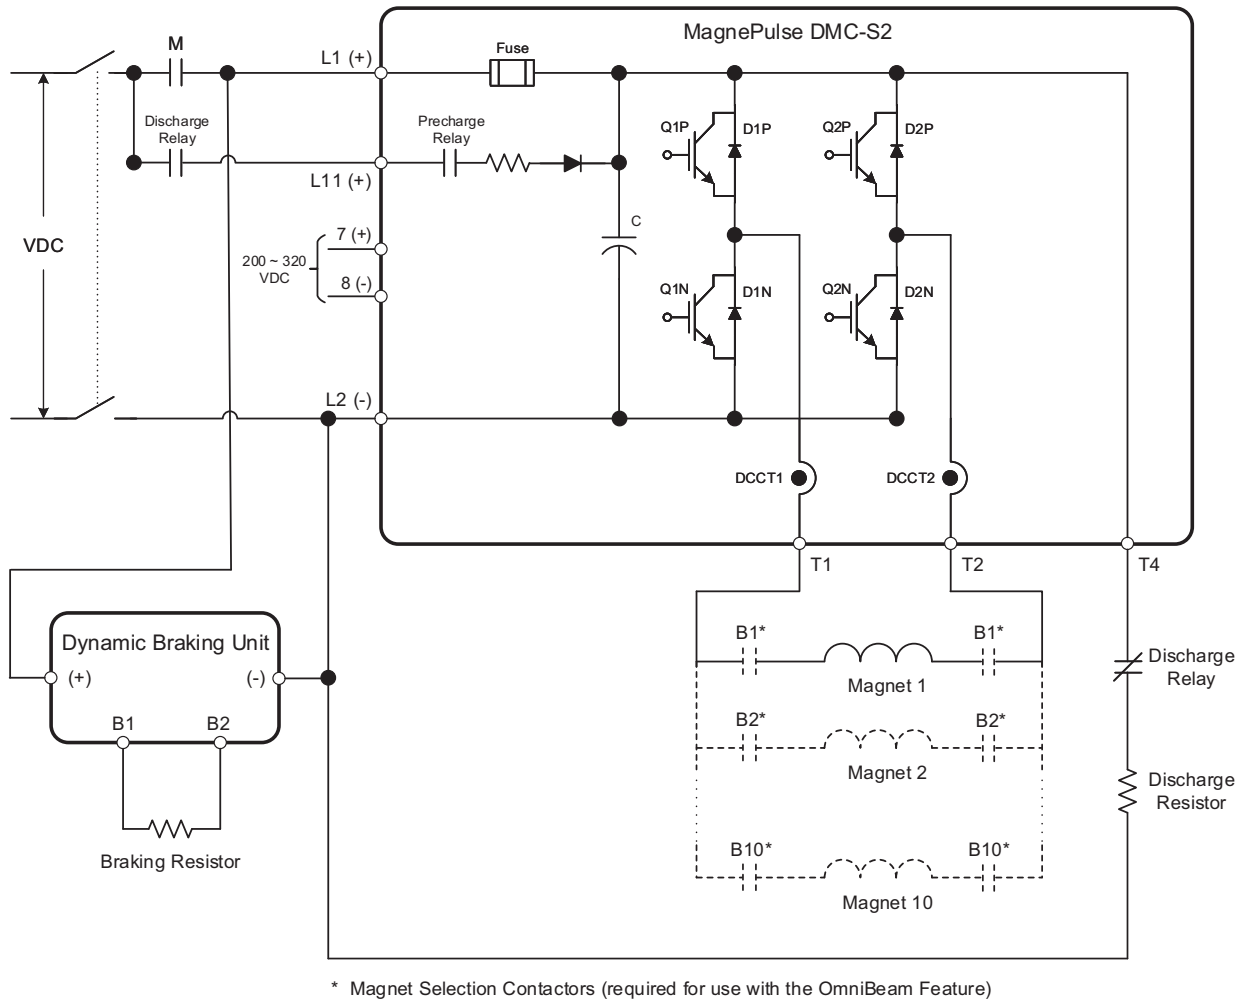 MagnePulse DMC-S2
M
L1 (+)
Fuse
Discharge
Relay
Precharge
Relay
L11 (+)
Q1P
D1P
Q2P
D2P
VDC
7 (+)
200 ~ 320
VDC
8 (-)
C
Q1N
D1N
Q2N
D2N
L2 (-)
DCCT1
DCCT2
T1
T2
T4
Dynamic Braking Unit
(+)
(-)
B1
B2
Braking Resistor
B1*
B1*
Magnet 1
B2*
B2*
Magnet 2
B10*
B10*
Magnet 10
Discharge
Relay
Discharge
Resistor
* Magnet Selection Contactors (required for use with the OmniBeam Feature)